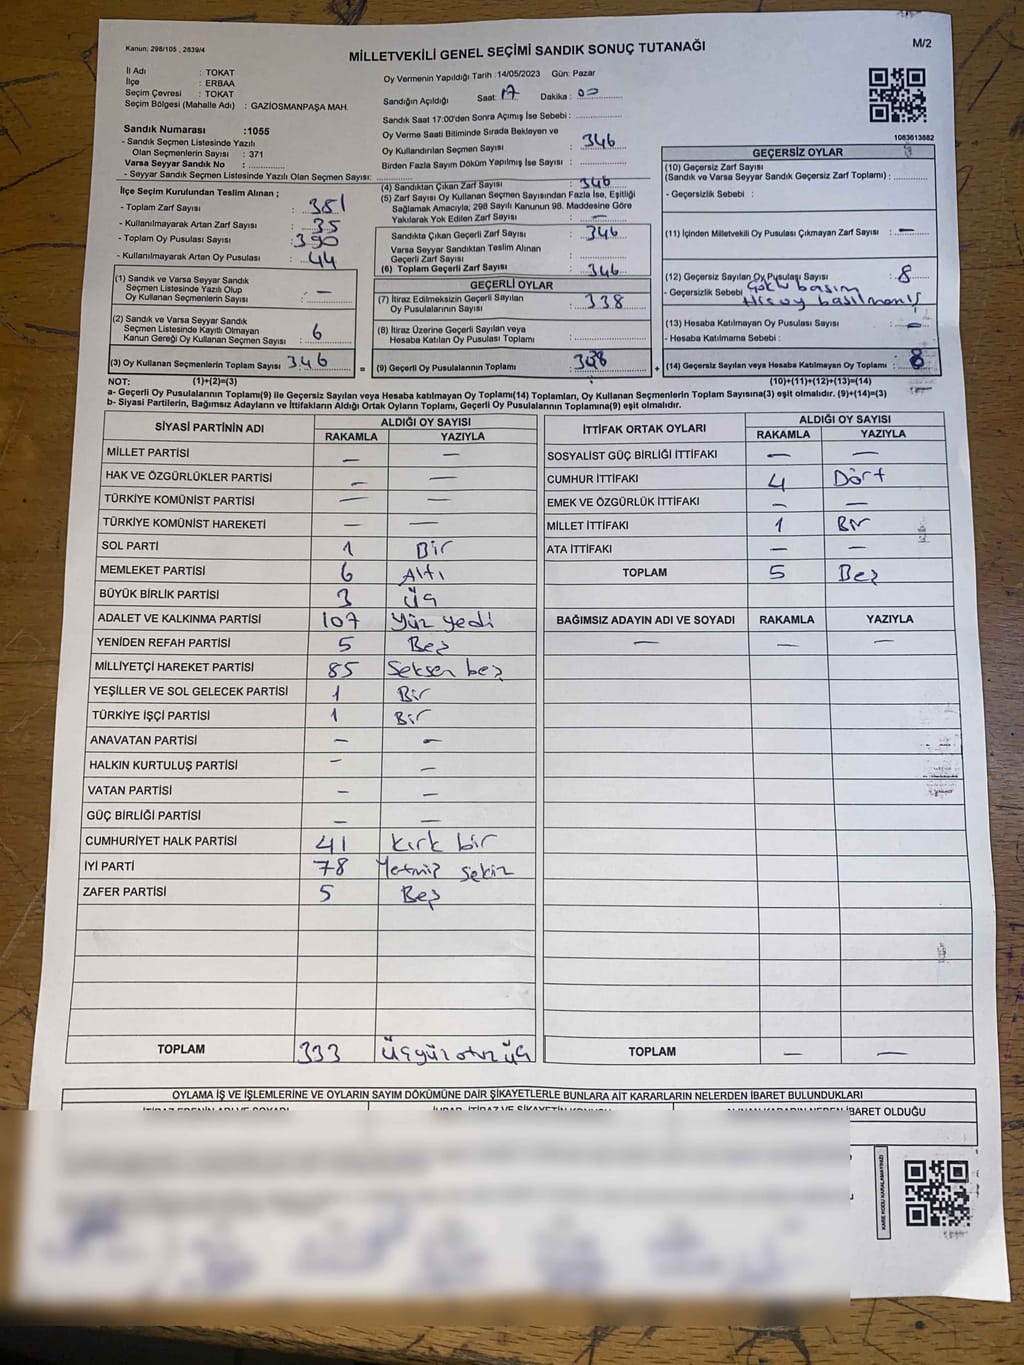 Kanun: 298/105 , 2839/4
MİLLETVEKİLİ GENEL SEÇİMİ SANDIK SONUÇ TUTANAĞI
M/2
İl Adı : TOKAT
İlçe : ERBAA
Seçim Çevresi : TOKAT
Seçim Bölgesi (Mahalle Adı) : GAZİOSMANPAŞA MAH.
Sandık Numarası :1055
- Sandık Seçmen Listesinde Yazılı
Olan Seçmenlerin Sayısı : 371
Varsa Seyyar Sandık No :
- Seyyar Sandık Seçmen Listesinde Yazılı Olan Seçmen Sayısı:
Oy Vermenin Yapıldığı Tarih : 14/05/2023 Gün: Pazar
Sandığın Açıldığı Saat: 17 Dakika : 00
Sandık Saat 17:00'den Sonra Açımış İse Sebebi :
Oy Verme Saati Bitiminde Sırada Bekleyen ve
Oy Kullandırılan Seçmen Sayısı : 346
Birden Fazla Sayım Döküm Yapılmış İse Sayısı :
1083613882
İlçe Seçim Kurulundan Teslim Alınan ;
- Toplam Zarf Sayısı : 381
- Kullanılmayarak Artan Zarf Sayısı : 35
- Toplam Oy Pusulası Sayısı : 390
- Kullanılmayarak Artan Oy Pusulası : 44
(1) Sandık ve Varsa Seyyar Sandık
Seçmen Listesinde Yazılı Olup
Oy Kullanan Seçmenlerin Sayısı : —
(2) Sandık ve Varsa Seyyar Sandık
Seçmen Listesinde Kayıtlı Olmayan
Kanun Gereği Oy Kullanan Seçmen Sayısı : 6
(3) Oy Kullanan Seçmenlerin Toplam Sayısı : 346
(4) Sandıktan Çıkan Zarf Sayısı : 346
(5) Zarf Sayısı Oy Kullanan Seçmen Sayısından Fazla İse, Eşitliği
Sağlamak Amacıyla; 298 Sayılı Kanunun 98. Maddesine Göre
Yakılarak Yok Edilen Zarf Sayısı : —
Sandıkta Çıkan Geçerli Zarf Sayısı : 346
Varsa Seyyar Sandıktan Teslim Alınan
Geçerli Zarf Sayısı :
(6) Toplam Geçerli Zarf Sayısı : 346
GEÇERLİ OYLAR
(7) İtiraz Edilmeksizin Geçerli Sayılan
Oy Pusulalarının Sayısı : 338
(8) İtiraz Üzerine Geçerli Sayılan veya
Hesaba Katılan Oy Pusulası Toplamı :
= (9) Geçerli Oy Pusulalarının Toplamı : 338
GEÇERSİZ OYLAR
(10) Geçersiz Zarf Sayısı
(Sandık ve Varsa Seyyar Sandık Geçersiz Zarf Toplamı) :
- Geçersizlik Sebebi :
(11) İçinden Milletvekili Oy Pusulası Çıkmayan Zarf Sayısı : —
(12) Geçersiz Sayılan Oy Pusulası Sayısı : 8
- Geçersizlik Sebebi : Çoklu basım
Hiç oy basılmamış
(13) Hesaba Katılmayan Oy Pusulası Sayısı : —
- Hesaba Katılmama Sebebi :
+ (14) Geçersiz Sayılan veya Hesaba Katılmayan Oy Toplamı : 8
NOT: (1)+(2)=(3) (10)+(11)+(12)+(13)=(14)
a- Geçerli Oy Pusulalarının Toplamı(9) ile Geçersiz Sayılan veya Hesaba katılmayan Oy Toplamı(14) Toplamları, Oy Kullanan Seçmenlerin Toplam Sayısına(3) eşit olmalıdır. (9)+(14)=(3)
b- Siyasi Partilerin, Bağımsız Adayların ve İttifakların Aldığı Ortak Oyların Toplamı, Geçerli Oy Pusulalarının Toplamına(9) eşit olmalıdır.
SİYASİ PARTİNİN ADI ALDIĞI OY SAYISI
RAKAMLA YAZIYLA
MİLLET PARTİSİ — —
HAK VE ÖZGÜRLÜKLER PARTİSİ — —
TÜRKİYE KOMÜNİST PARTİSİ — —
TÜRKİYE KOMÜNİST HAREKETİ — —
SOL PARTİ 1 Bir
MEMLEKET PARTİSİ 6 Altı
BÜYÜK BİRLİK PARTİSİ 3 Üç
ADALET VE KALKINMA PARTİSİ 107 Yüz yedi
YENİDEN REFAH PARTİSİ 5 Beş
MİLLİYETÇİ HAREKET PARTİSİ 85 Seksen beş
YEŞİLLER VE SOL GELECEK PARTİSİ 1 Bir
TÜRKİYE İŞÇİ PARTİSİ 1 Bir
ANAVATAN PARTİSİ — —
HALKIN KURTULUŞ PARTİSİ — —
VATAN PARTİSİ — —
GÜÇ BİRLİĞİ PARTİSİ — —
CUMHURİYET HALK PARTİSİ 41 Kırk bir
İYİ PARTİ 78 Yetmiş sekiz
ZAFER PARTİSİ 5 Beş
TOPLAM 333 Üçyüz otuz üç
İTTİFAK ORTAK OYLARI ALDIĞI OY SAYISI
RAKAMLA YAZIYLA
SOSYALİST GÜÇ BİRLİĞİ İTTİFAKI — —
CUMHUR İTTİFAKI 4 Dört
EMEK VE ÖZGÜRLÜK İTTİFAKI — —
MİLLET İTTİFAKI 1 Bir
ATA İTTİFAKI — —
TOPLAM 5 Beş
BAĞIMSIZ ADAYIN ADI VE SOYADI RAKAMLA YAZIYLA
— — —
TOPLAM — —
OYLAMA İŞ VE İŞLEMLERİNE VE OYLARIN SAYIM DÖKÜMÜNE DAİR ŞİKAYETLERLE BUNLARA AİT KARARLARIN NELERDEN İBARET BULUNDUKLARI
İBARET OLDUĞU
KARE KODU KARALAMAYINIZ!